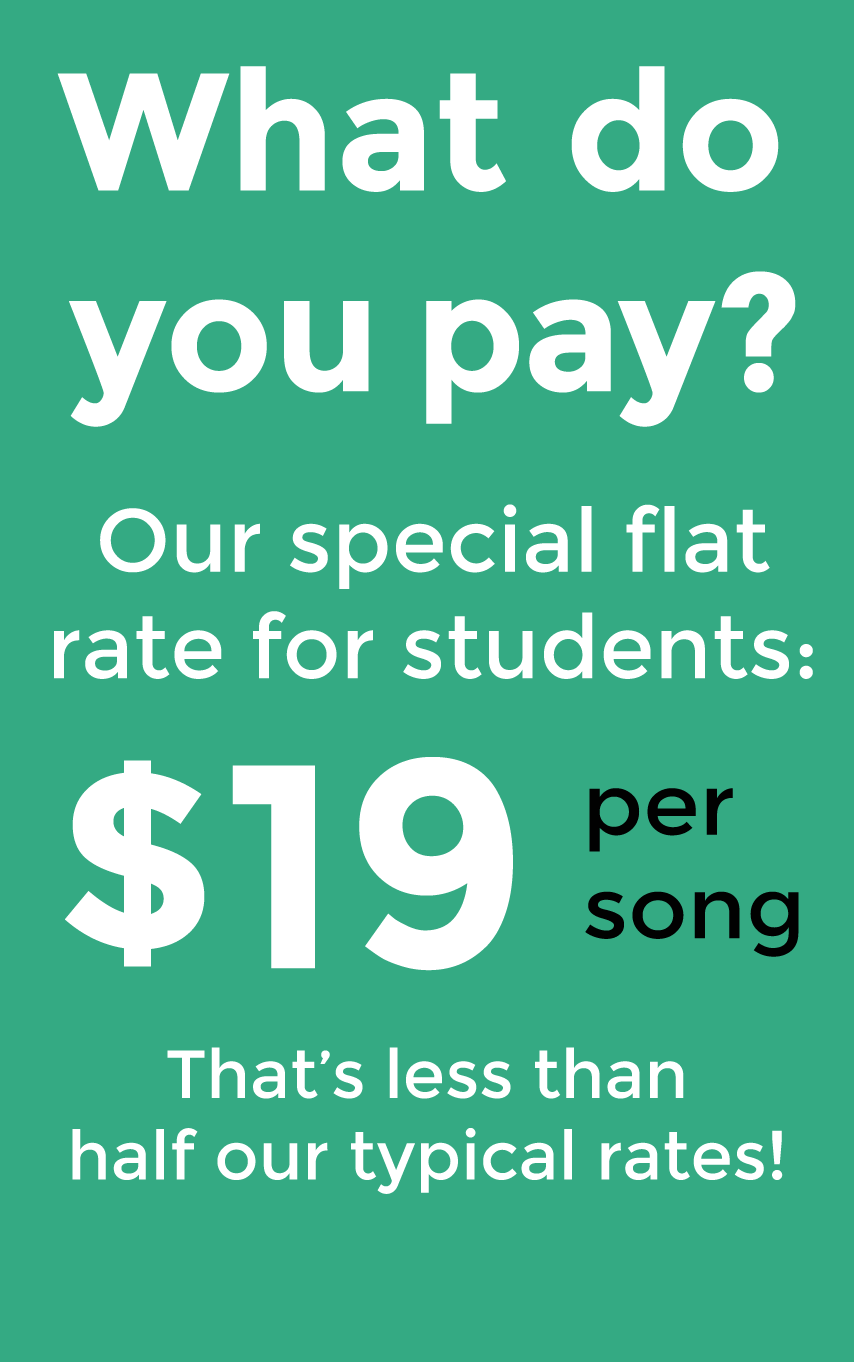 What do
you pay?
Our special flat
rate for students:
$19 per
song
That’s less than
half our typical rates!